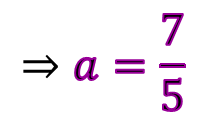 ⇒ a = 7/5